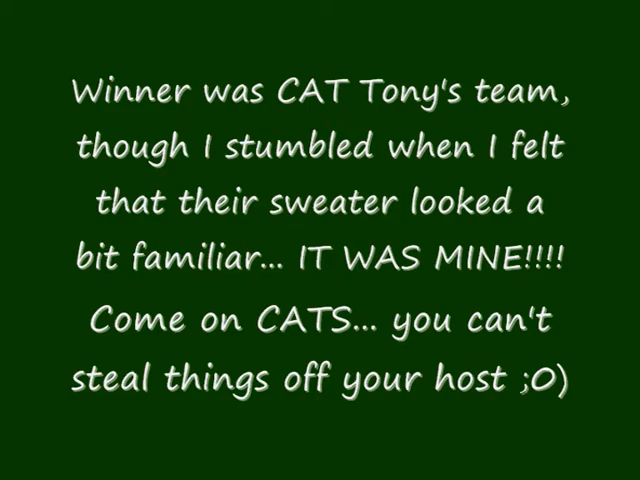 Winner was CAT Tony's team,
though I stumbled when I felt
that their sweater looked a
bit familiar... IT WAS MINE!!!!
Come on CATS... you can't
steal things off your host ;O)